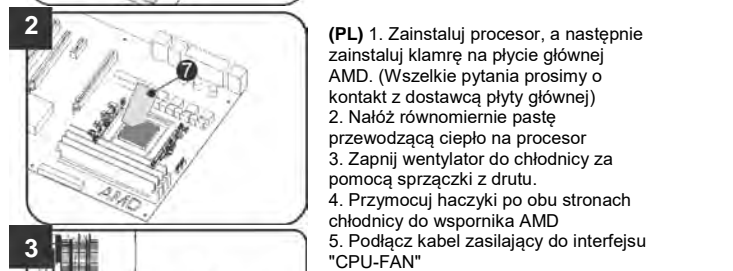 2
7
AMD
3
(PL) 1. Zainstaluj procesor, a następnie
zainstaluj klamrę na płycie głównej
AMD. (Wszelkie pytania prosimy o
kontakt z dostawcą płyty głównej)
2. Nałóż równomiernie pastę
przewodzącą ciepło na procesor
3. Zapnij wentylator do chłodnicy za
pomocą sprzączki z drutu.
4. Przymocuj haczyki po obu stronach
chłodnicy do wspornika AMD
5. Podłącz kabel zasilający do interfejsu
"CPU-FAN"